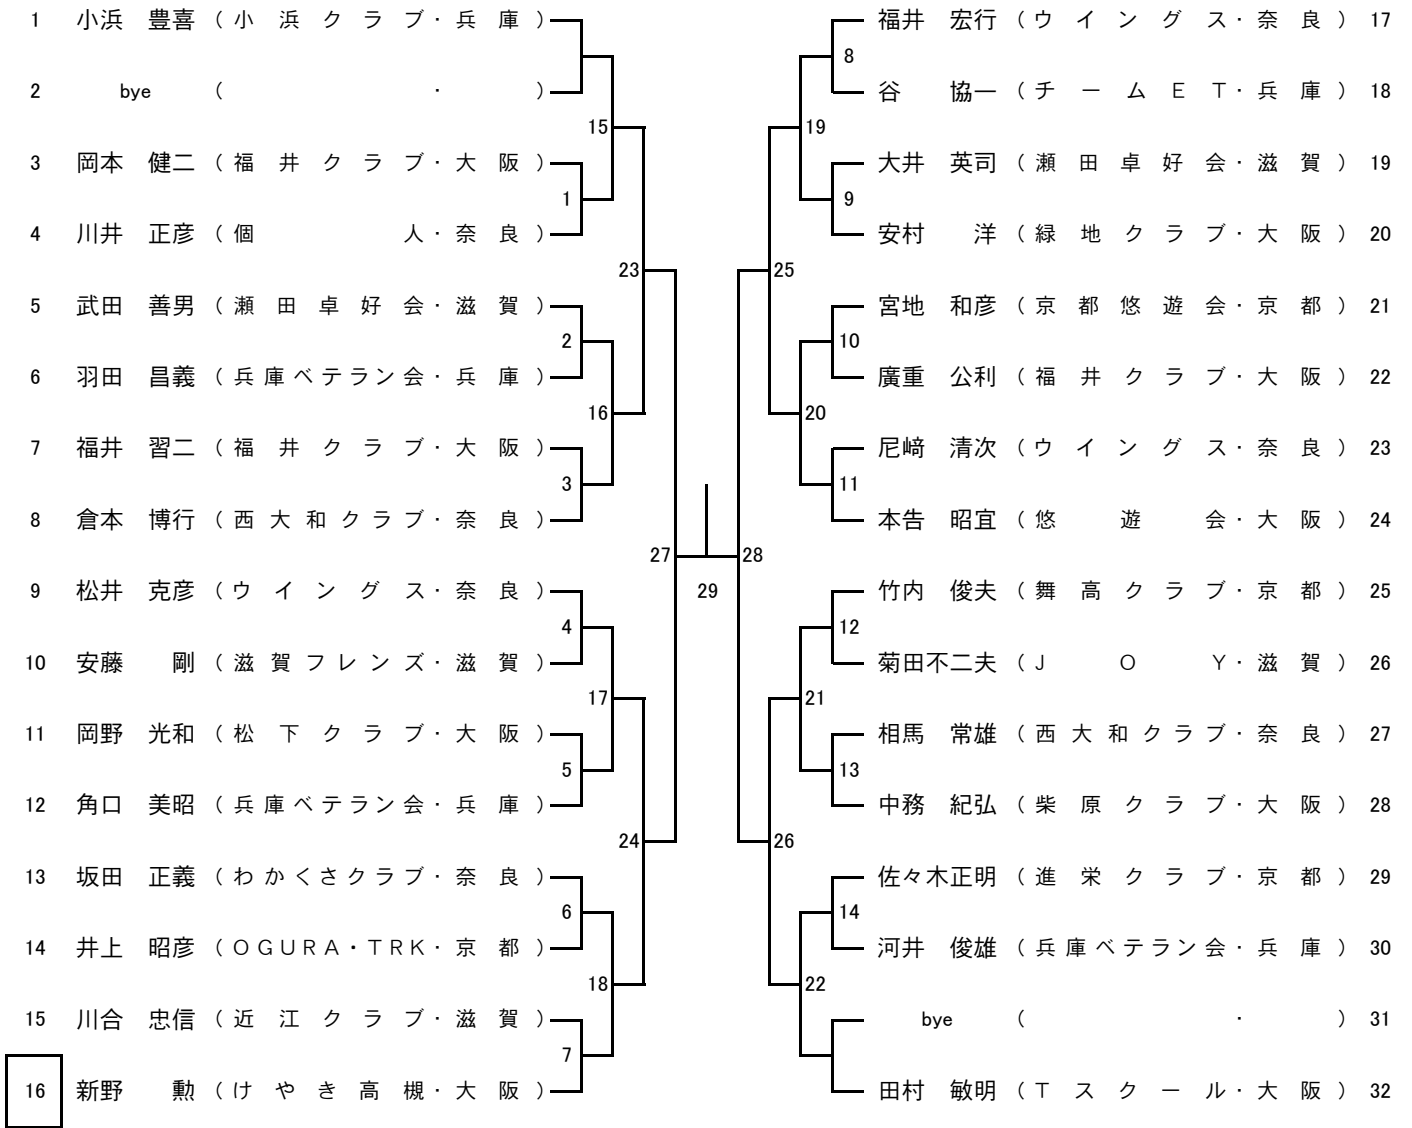 1 小浜 豊喜 (小浜クラブ・兵庫)
2 bye ( ・ )
15
3 岡本 健二 (福井クラブ・大阪)
1
4 川井 正彦 (個人・奈良)
23
5 武田 善男 (瀬田卓好会・滋賀)
2
6 羽田 昌義 (兵庫ベテラン会・兵庫)
16
7 福井 習二 (福井クラブ・大阪)
3
8 倉本 博行 (西大和クラブ・奈良)
27
9 松井 克彦 (ウイングス・奈良)
4
10 安藤 剛 (滋賀フレンズ・滋賀)
17
11 岡野 光和 (松下クラブ・大阪)
5
12 角口 美昭 (兵庫ベテラン会・兵庫)
24
13 坂田 正義 (わかくさクラブ・奈良)
6
14 井上 昭彦 (OGURA・TRK・京都)
18
15 川合 忠信 (近江クラブ・滋賀)
7
16 新野 勲 (けやき高槻・大阪)
29
福井 宏行 (ウイングス・奈良) 17
8
谷 協一 (チームET・兵庫) 18
19
大井 英司 (瀬田卓好会・滋賀) 19
9
安村 洋 (緑地クラブ・大阪) 20
25
宮地 和彦 (京都悠遊会・京都) 21
10
廣重 公利 (福井クラブ・大阪) 22
20
尼﨑 清次 (ウイングス・奈良) 23
11
本告 昭宜 (悠遊会・大阪) 24
28
竹内 俊夫 (舞高クラブ・京都) 25
12
菊田不二夫 (JOY・滋賀) 26
21
相馬 常雄 (西大和クラブ・奈良) 27
13
中務 紀弘 (柴原クラブ・大阪) 28
26
佐々木正明 (進栄クラブ・京都) 29
14
河井 俊雄 (兵庫ベテラン会・兵庫) 30
22
bye ( ・ ) 31
田村 敏明 (Tスクール・大阪) 32